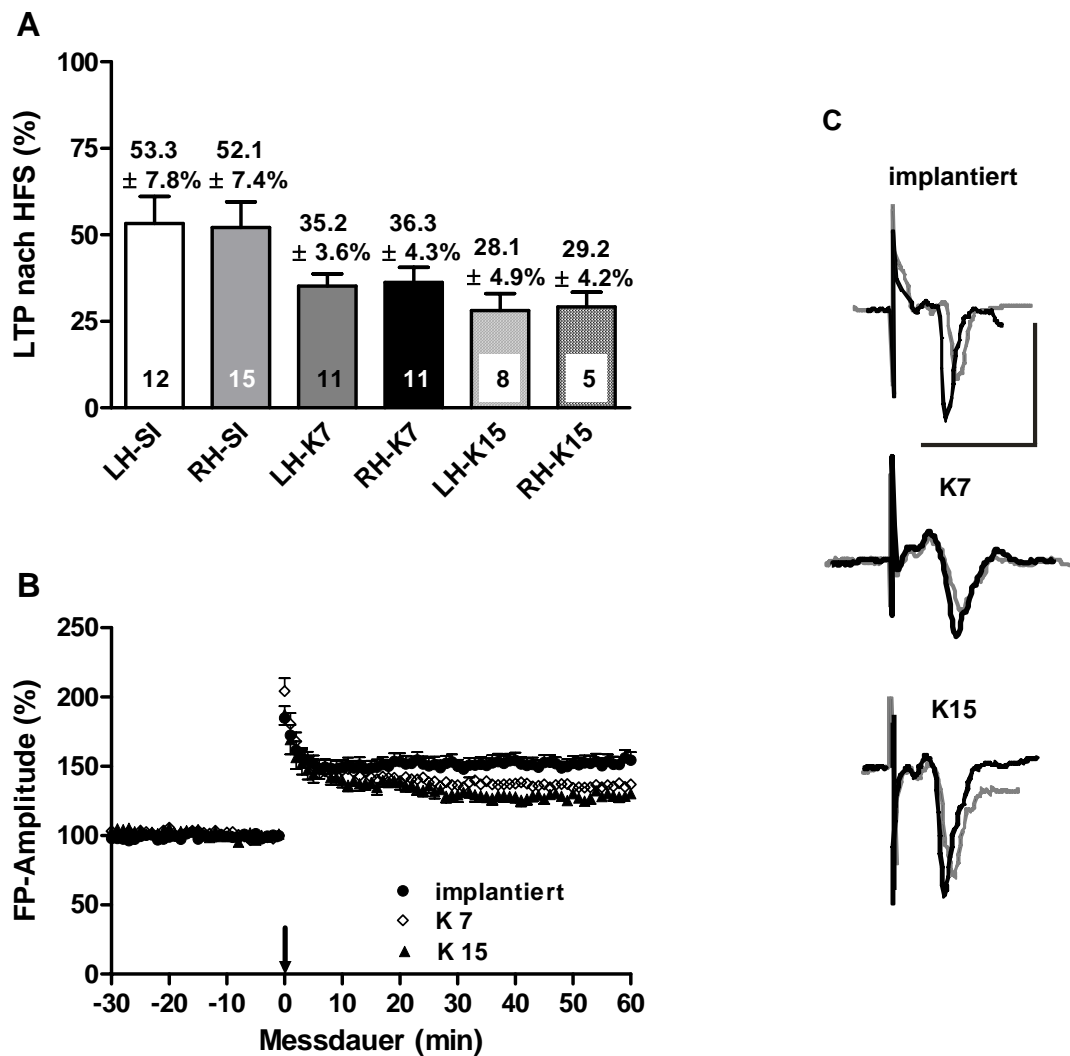 A
LTP nach HFS (%)
100
75
50
25
0
53.3
± 7.8%
52.1
± 7.4%
35.2
± 3.6%
36.3
± 4.3%
28.1
± 4.9%
29.2
± 4.2%
12
15
11
11
8
5
LH-SI
RH-SI
LH-K7
RH-K7
LH-K15
RH-K15
B
FP-Amplitude (%)
250
200
150
100
50
0
implantiert
K 7
K 15
-30
-20
-10
0
10
20
30
40
50
60
Messdauer (min)
C
implantiert
K7
K15